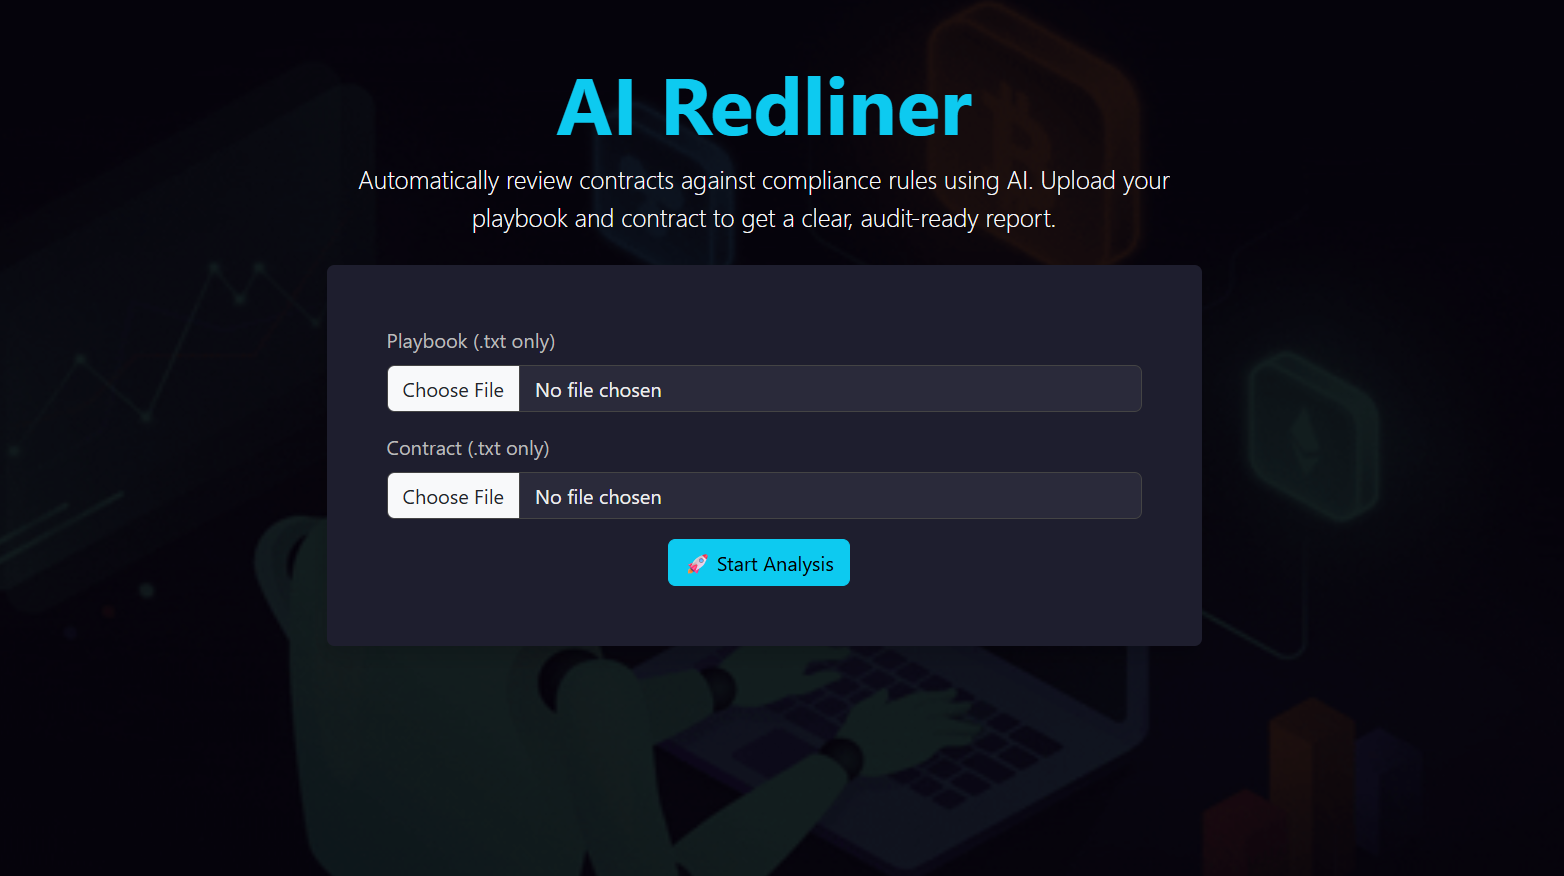 AI Redliner
Automatically review contracts against compliance rules using AI. Upload your
playbook and contract to get a clear, audit-ready report.
Playbook (.txt only)
Choose File No file chosen
Contract (.txt only)
Choose File No file chosen
🚀 Start Analysis